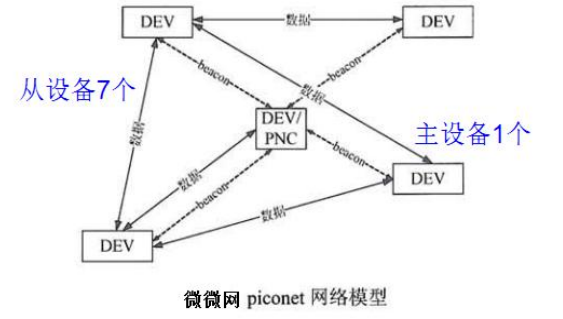 DEV
数据
DEV
beacon
beacon
从设备7个
数据
数据
DEV/
PNC
主设备1个
beacon
数据
beacon
DEV
数据
DEV
微微网 piconet 网络模型